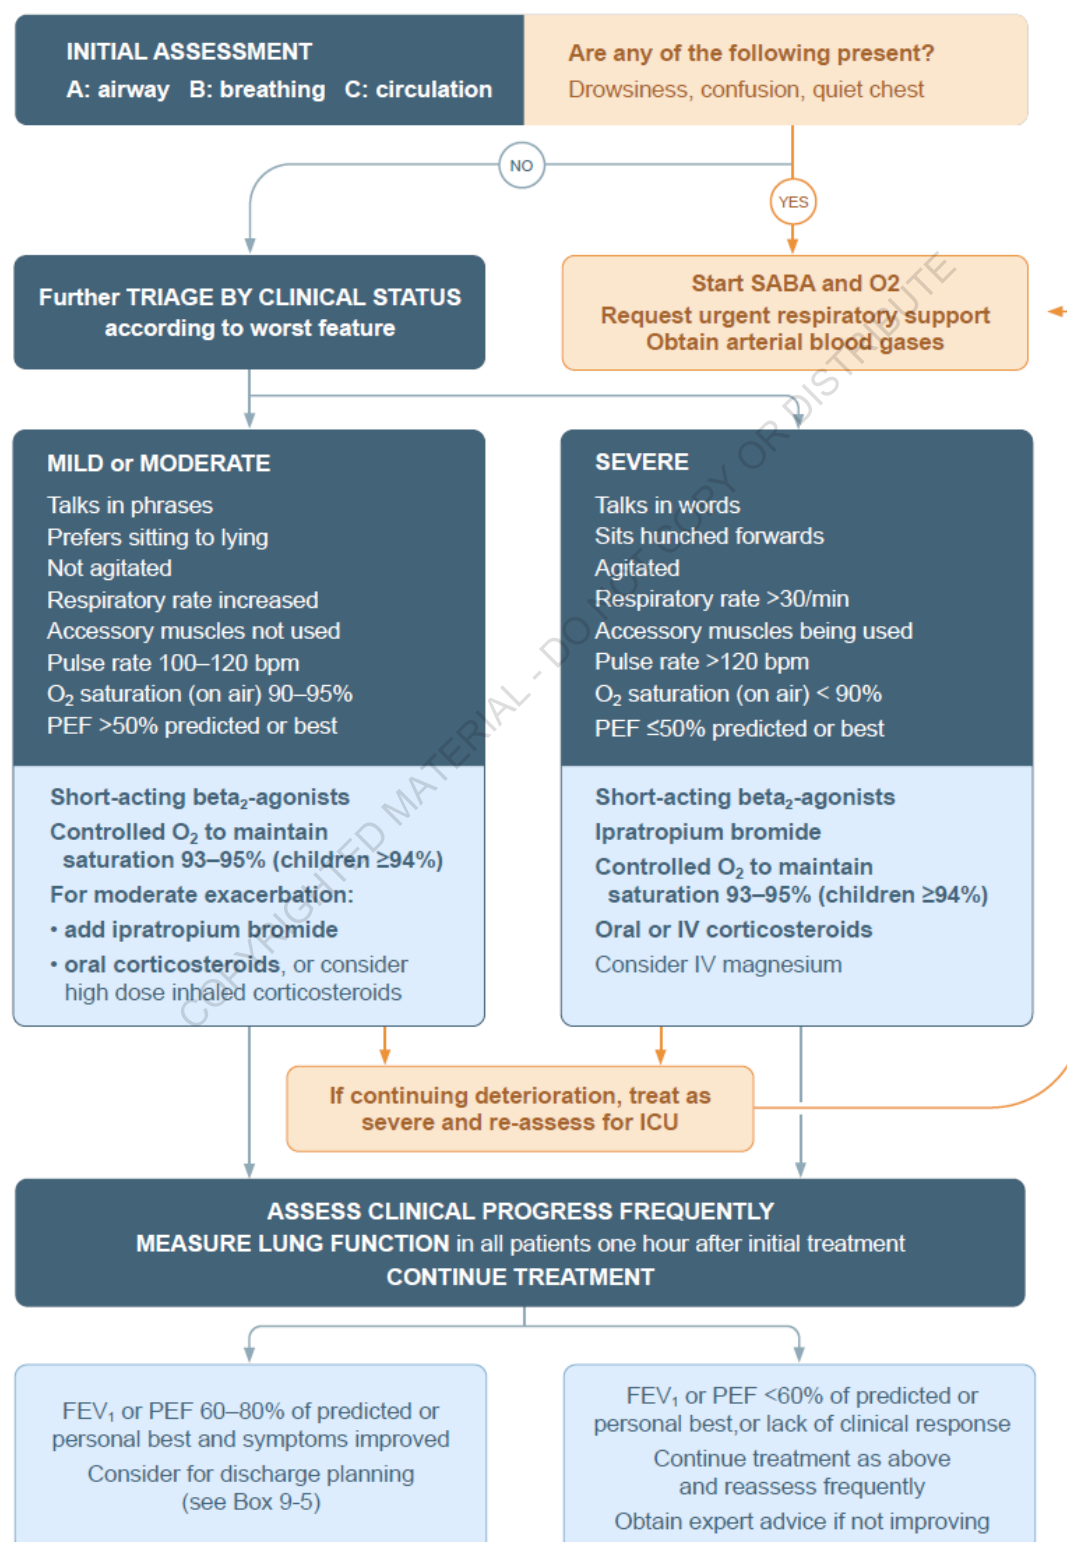 INITIAL ASSESSMENT
A: airway B: breathing C: circulation
Are any of the following present?
Drowsiness, confusion, quiet chest
NO
YES
Further TRIAGE BY CLINICAL STATUS
according to worst feature
Start SABA and O2
Request urgent respiratory support
Obtain arterial blood gases
MILD or MODERATE
Talks in phrases
Prefers sitting to lying
Not agitated
Respiratory rate increased
Accessory muscles not used
Pulse rate 100–120 bpm
O₂ saturation (on air) 90–95%
PEF >50% predicted or best
SEVERE
Talks in words
Sits hunched forwards
Agitated
Respiratory rate >30/min
Accessory muscles being used
Pulse rate >120 bpm
O₂ saturation (on air) < 90%
PEF ≤50% predicted or best
Short-acting beta₂-agonists
Controlled O₂ to maintain
saturation 93–95% (children ≥94%)
For moderate exacerbation:
• add ipratropium bromide
• oral corticosteroids, or consider
high dose inhaled corticosteroids
Short-acting beta₂-agonists
Ipratropium bromide
Controlled O₂ to maintain
saturation 93–95% (children ≥94%)
Oral or IV corticosteroids
Consider IV magnesium
If continuing deterioration, treat as
severe and re-assess for ICU
ASSESS CLINICAL PROGRESS FREQUENTLY
MEASURE LUNG FUNCTION in all patients one hour after initial treatment
CONTINUE TREATMENT
FEV₁ or PEF 60–80% of predicted or
personal best and symptoms improved
Consider for discharge planning
(see Box 9-5)
FEV₁ or PEF <60% of predicted or
personal best,or lack of clinical response
Continue treatment as above
and reassess frequently
Obtain expert advice if not improving
COPYRIGHTED MATERIAL - DO NOT COPY OR DISTRIBUTE